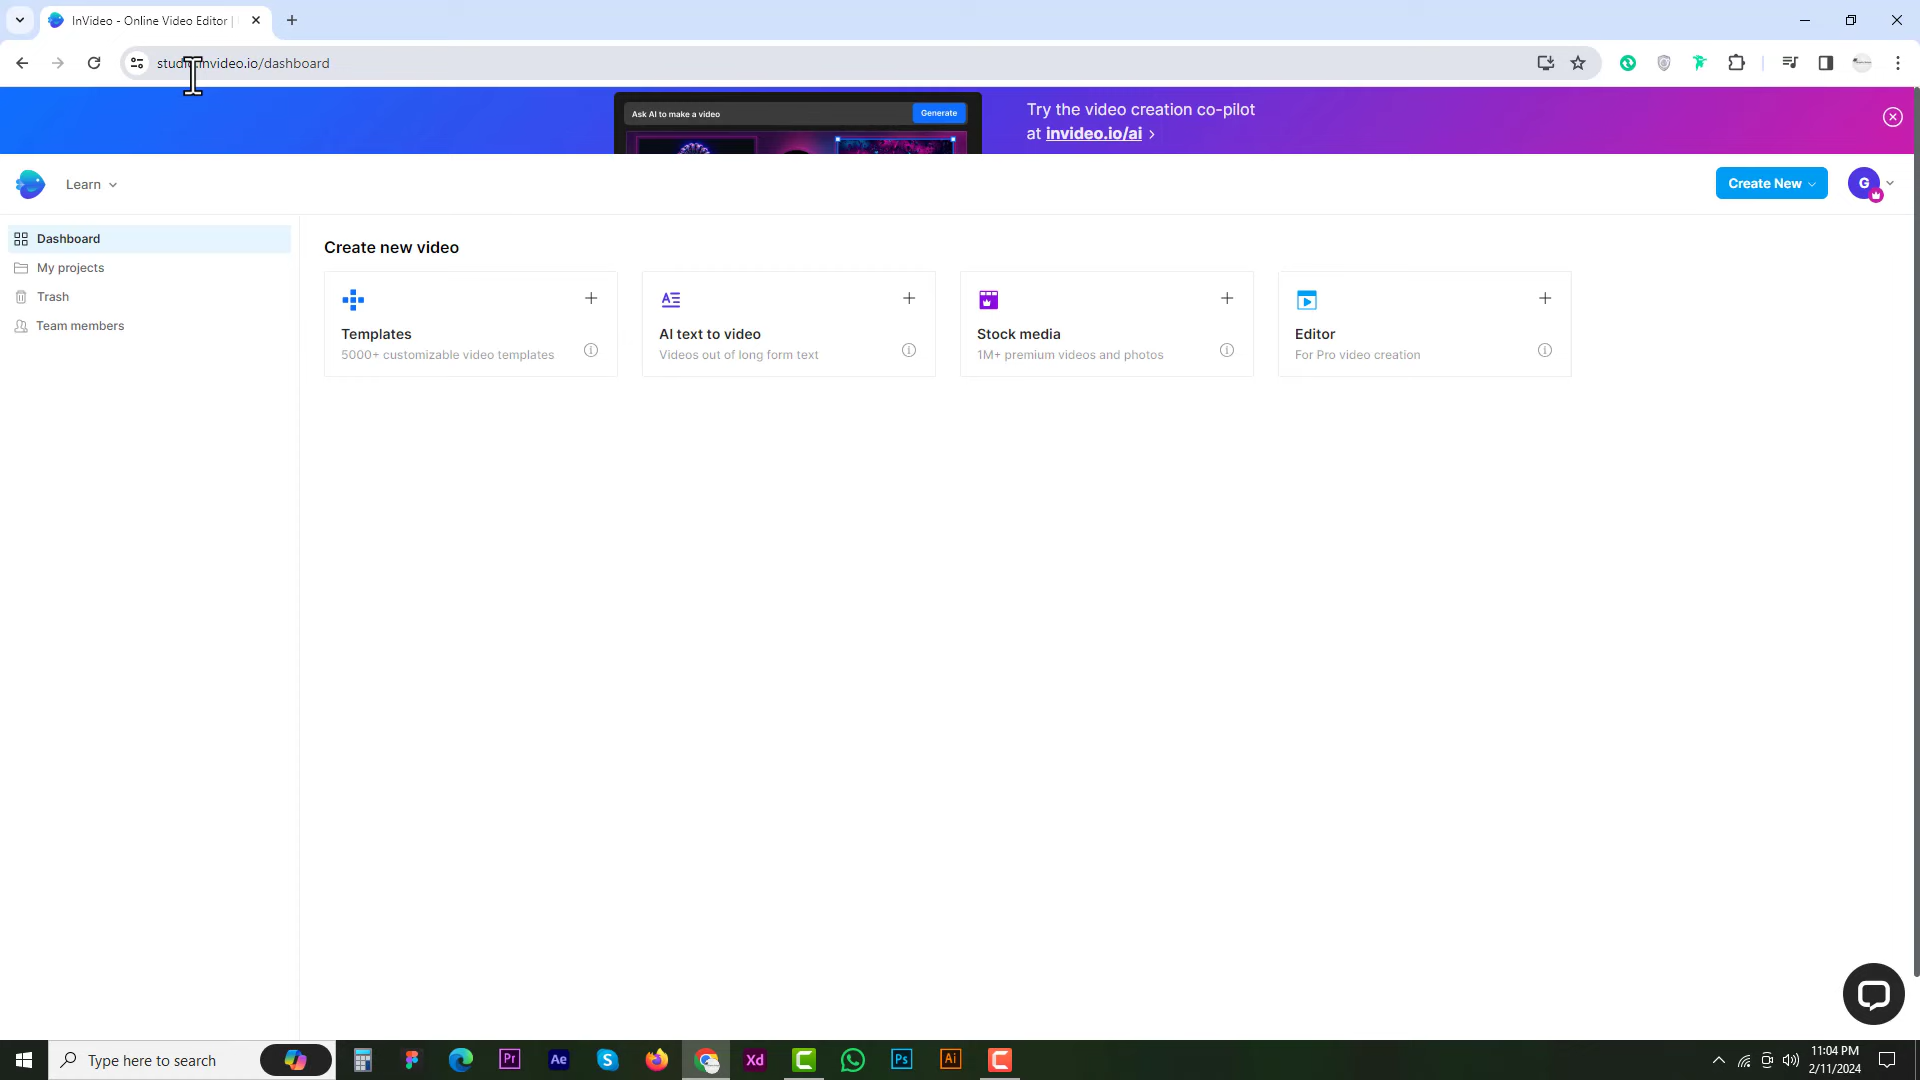 InVideo - Online Video Editor |
studio.invideo.io/dashboard
Ask AI to make a video
Generate
Try the video creation co-pilot
at invideo.io/ai >
Learn
Create New
G
Dashboard
My projects
Trash
Team members
Create new video
Templates
5000+ customizable video templates
AI text to video
Videos out of long form text
Stock media
1M+ premium videos and photos
Editor
For Pro video creation
Type here to search
Pr
Ae
Xd
Ps
Ai
11:04 PM
2/11/2024